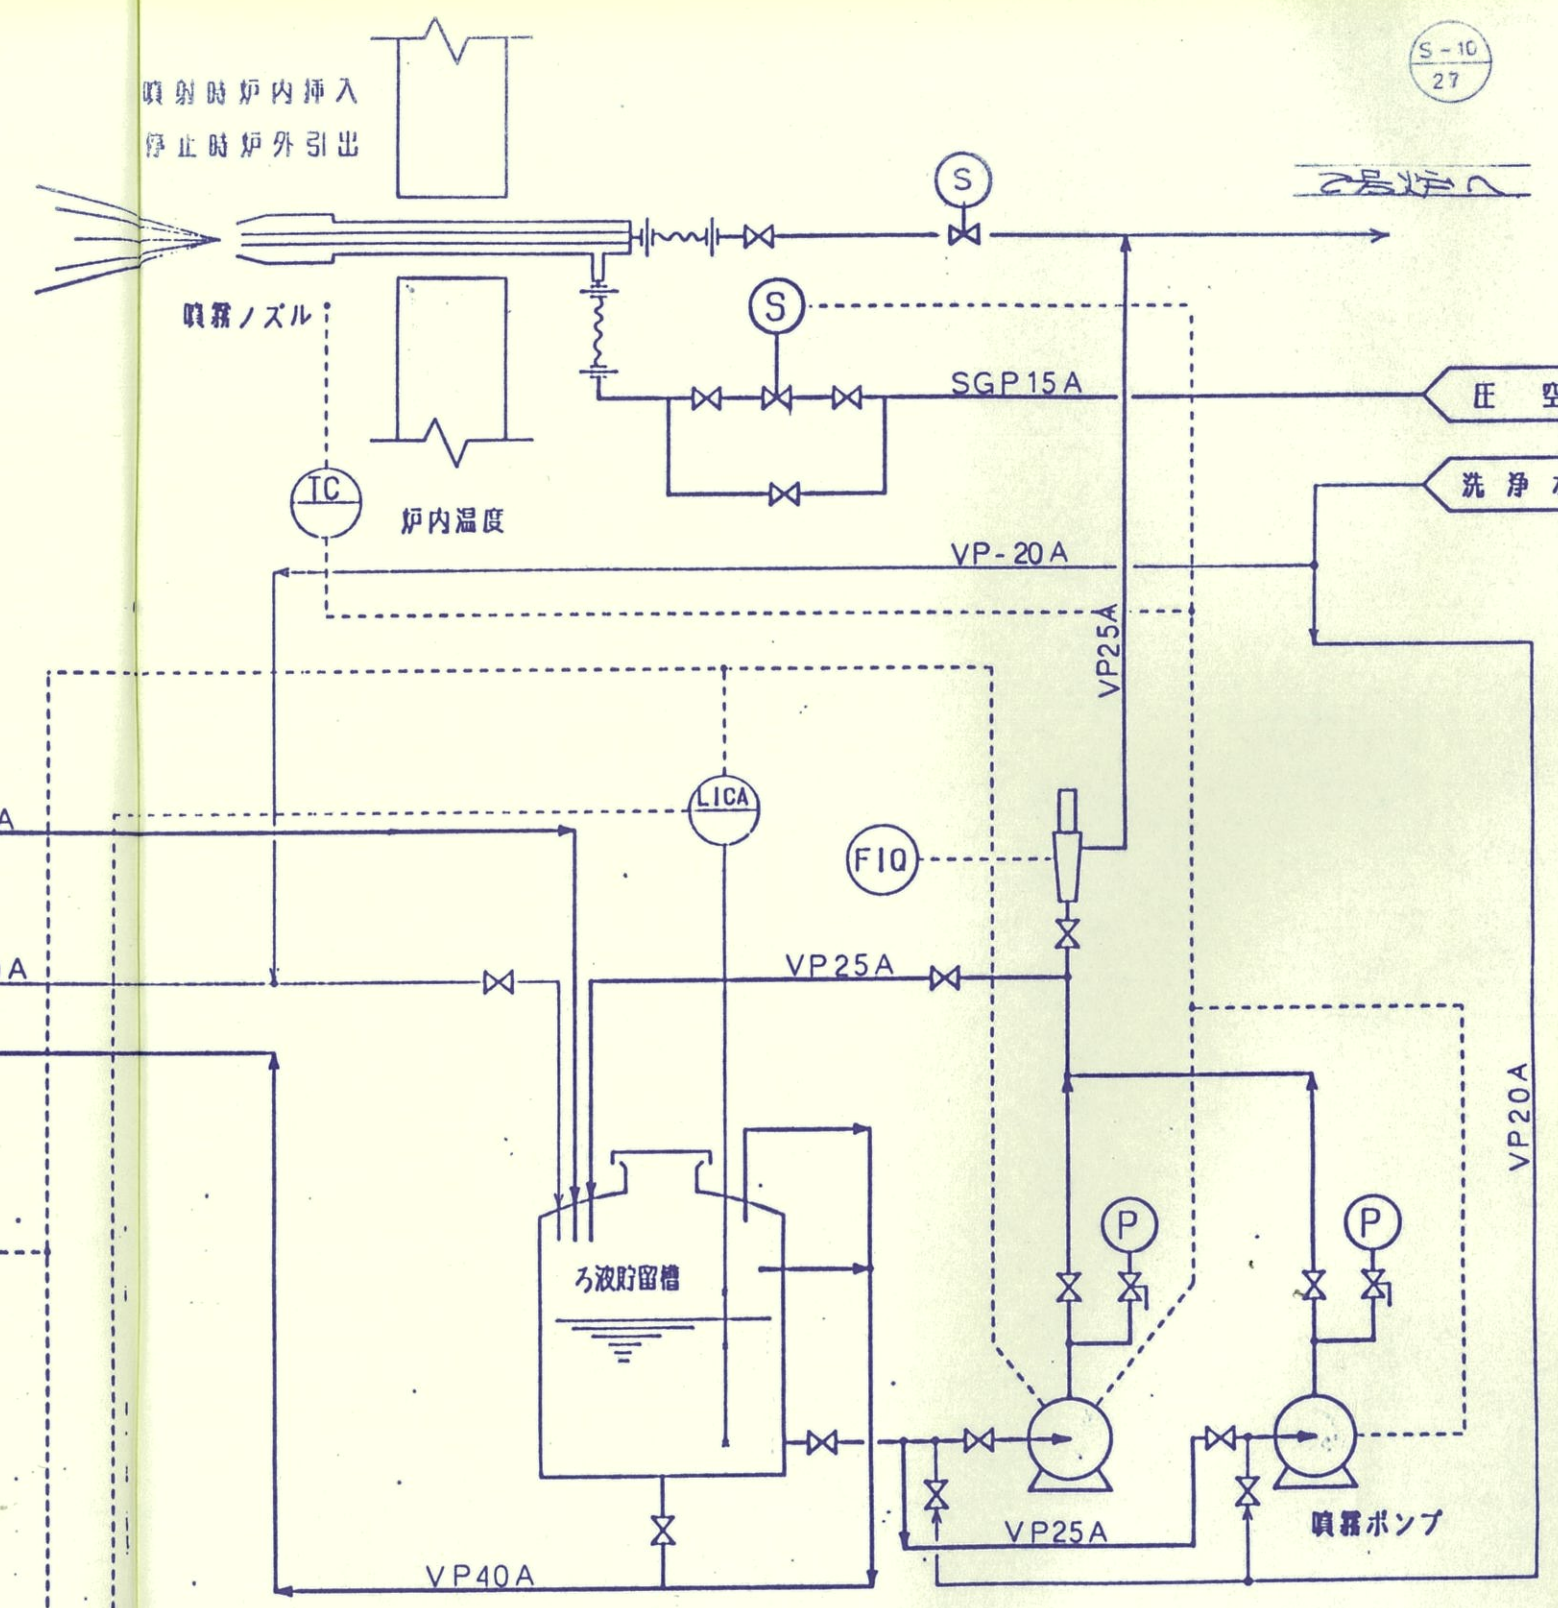 噴射時炉内挿入
停止時炉外引出
S-10
27
2号炉へ
S
噴霧ノズル
S
SGP15A
圧 空
TC
炉内温度
洗浄
VP-20A
VP25A
LICA
A
FIQ
VP25A
A
VP20A
P
P
ろ液貯留槽
噴霧ポンプ
VP25A
VP40A